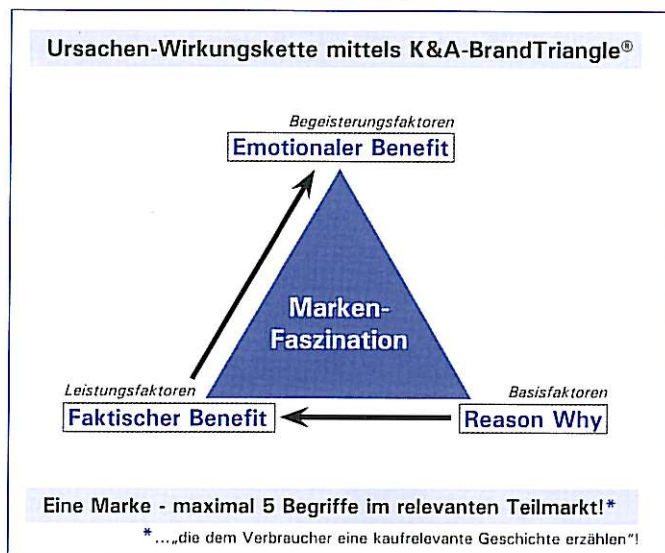 Ursachen-Wirkungskette mittels K&A-BrandTriangle®
Begeisterungsfaktoren
Emotionaler Benefit
Marken-
Faszination
Leistungsfaktoren
Faktischer Benefit
Basisfaktoren
Reason Why
Eine Marke - maximal 5 Begriffe im relevanten Teilmarkt!*
*...„die dem Verbraucher eine kaufrelevante Geschichte erzählen"!